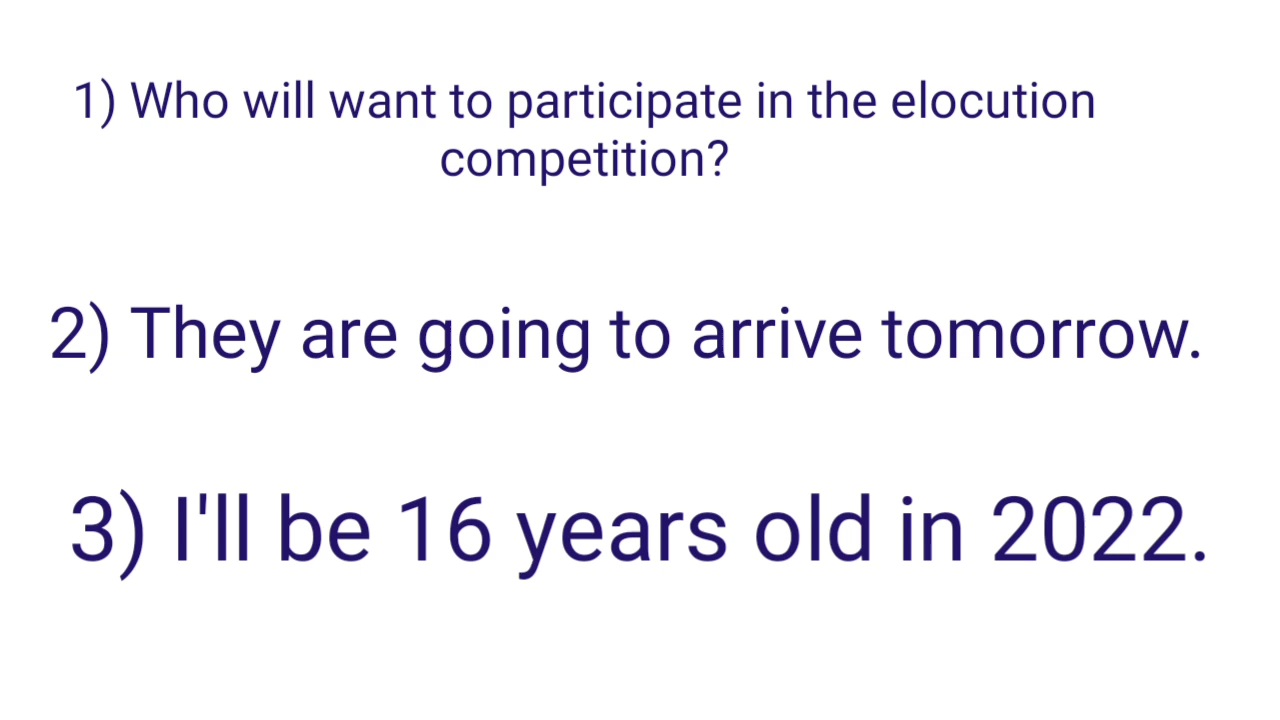 1) Who will want to participate in the elocution
competition?
2) They are going to arrive tomorrow.
3) I'll be 16 years old in 2022.